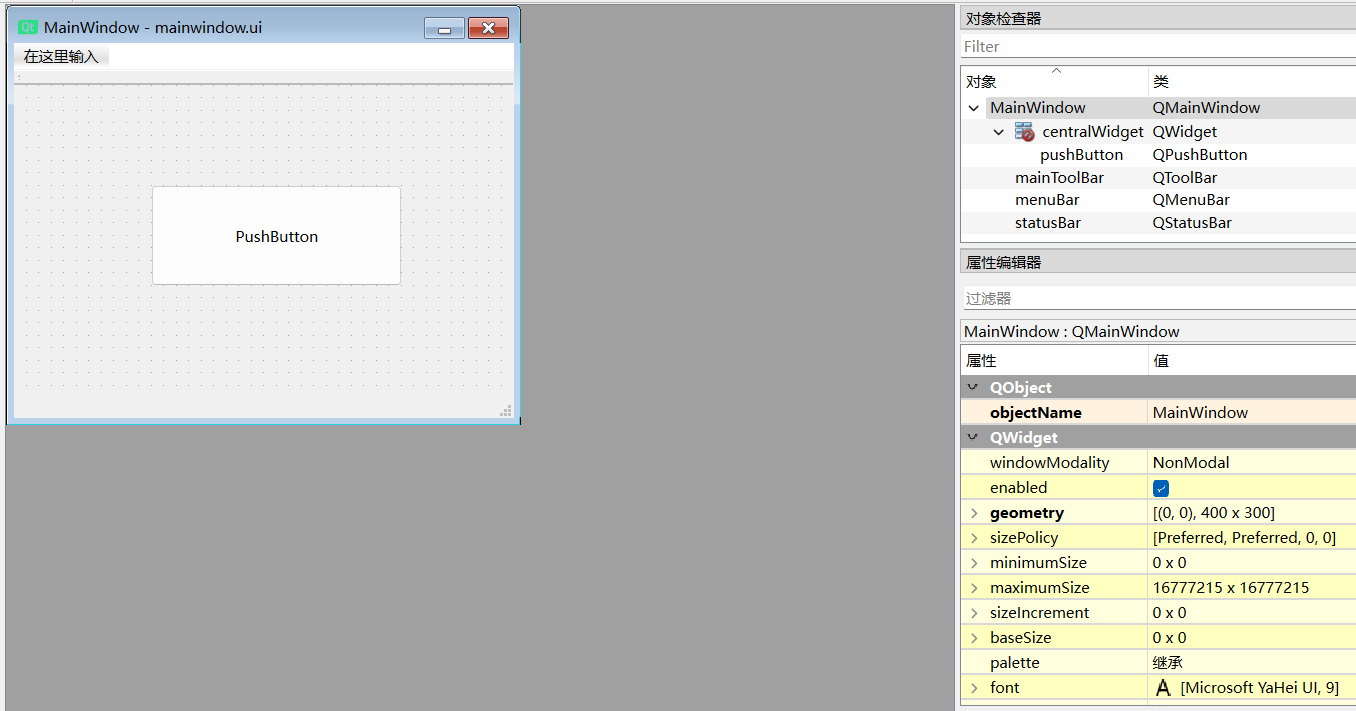 Qt MainWindow - mainwindow.ui
在这里输入
PushButton
对象检查器
Filter
对象 类
MainWindow QMainWindow
centralWidget QWidget
pushButton QPushButton
mainToolBar QToolBar
menuBar QMenuBar
statusBar QStatusBar
属性编辑器
过滤器
MainWindow : QMainWindow
属性 值
QObject
objectName MainWindow
QWidget
windowModality NonModal
enabled
geometry [(0, 0), 400 x 300]
sizePolicy [Preferred, Preferred, 0, 0]
minimumSize 0 x 0
maximumSize 16777215 x 16777215
sizeIncrement 0 x 0
baseSize 0 x 0
palette 继承
font A [Microsoft YaHei UI, 9]